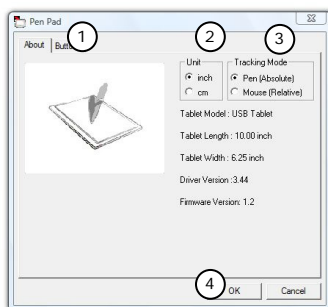 Pen Pad
1 2 3
About
Unit Tracking Mode
inch Pen (Absolute)
cm Mouse (Relative)
Tablet Model : USB Tablet
Tablet Length : 10.00 inch
Tablet Width : 6.25 inch
Driver Version :3.44
Firmware Version: 1.2
4
OK Cancel